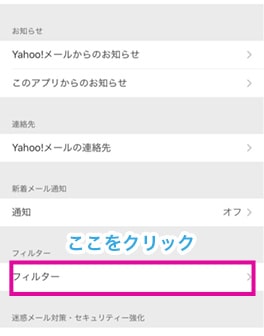 お知らせ
Yahoo!メールからのお知らせ
このアプリからのお知らせ
連絡先
Yahoo!メールの連絡先
新着メール通知
通知 オフ
ここをクリック
フィルター
フィルター
迷惑メール対策・セキュリティー強化